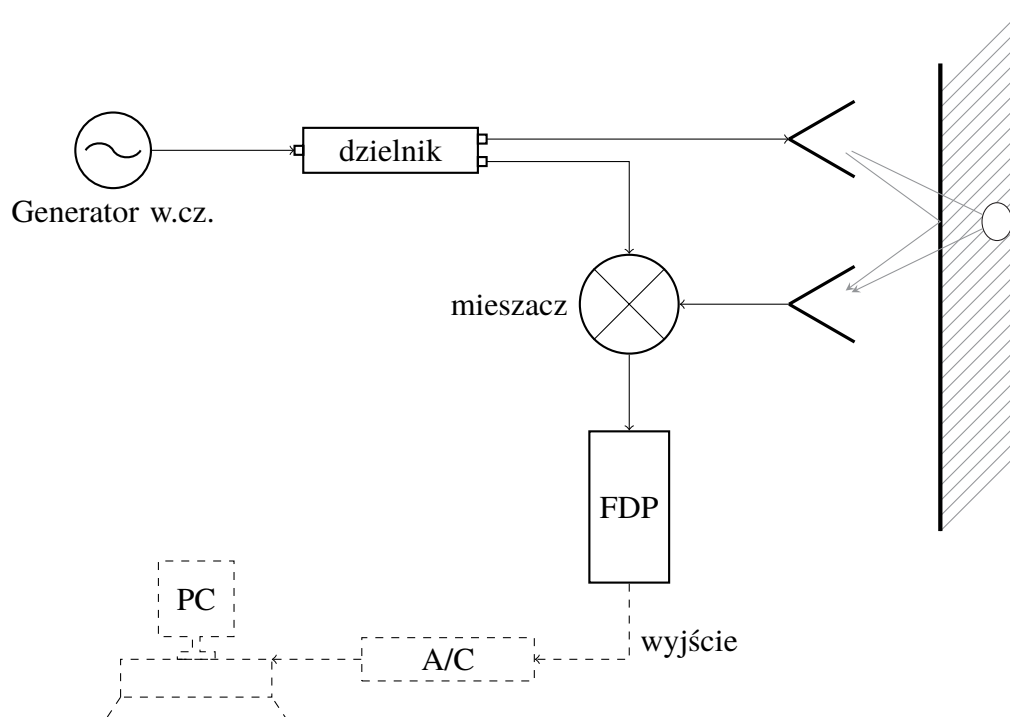 dzielnik
Generator w.cz.
mieszacz
FDP
PC
wyjście
A/C